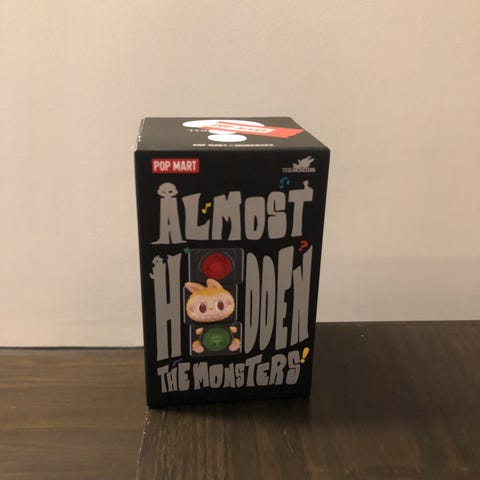 POP MART
ALMOST
HIDDEN
THE MONSTERS!